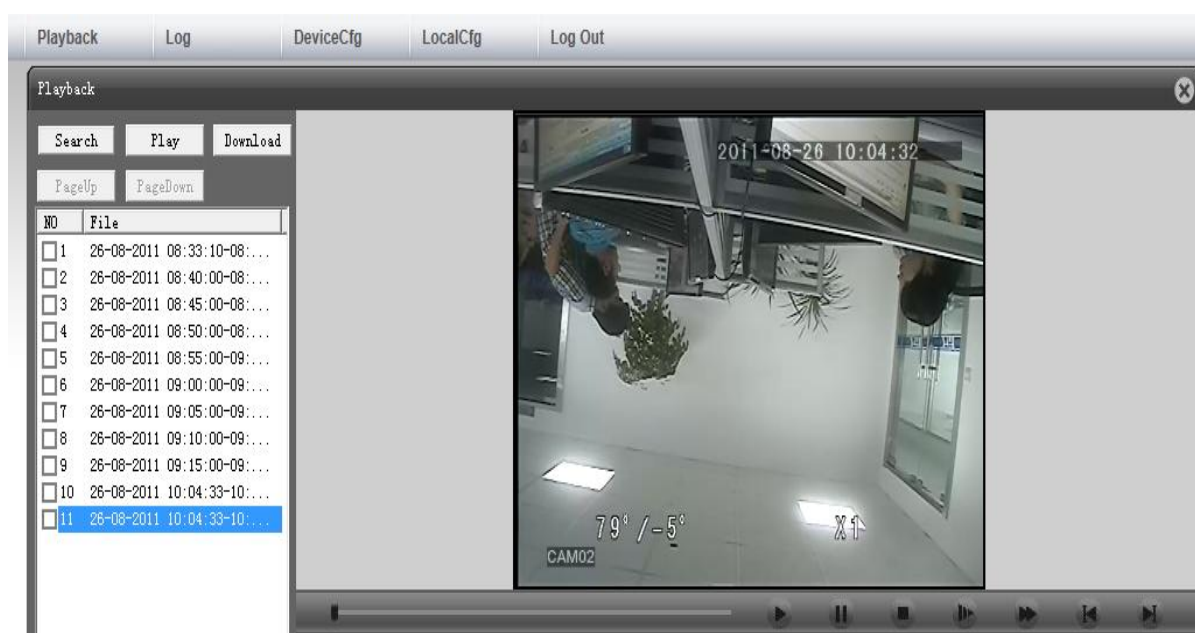 Playback Log DeviceCfg LocalCfg Log Out
Playback
Search Play Download
PageUp PageDown
NO File
1 26-08-2011 08:33:10-08:...
2 26-08-2011 08:40:00-08:...
3 26-08-2011 08:45:00-08:...
4 26-08-2011 08:50:00-08:...
5 26-08-2011 08:55:00-09:...
6 26-08-2011 09:00:00-09:...
7 26-08-2011 09:05:00-09:...
8 26-08-2011 09:10:00-09:...
9 26-08-2011 09:15:00-09:...
10 26-08-2011 10:04:33-10:...
11 26-08-2011 10:04:33-10:...
2011-08-26 10:04:32
79°/-5° X1
CAM02